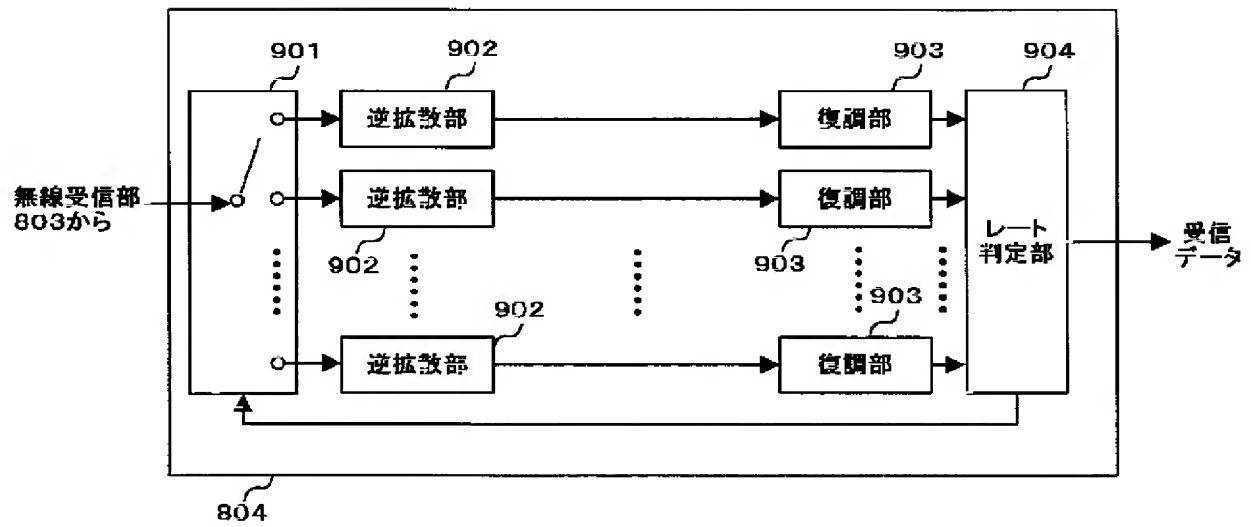 901
902
903
904
逆拡散部
復調部
無線受信部
803から
逆拡散部
復調部
レート
判定部
受信
データ
902
903
902
903
逆拡散部
復調部
804